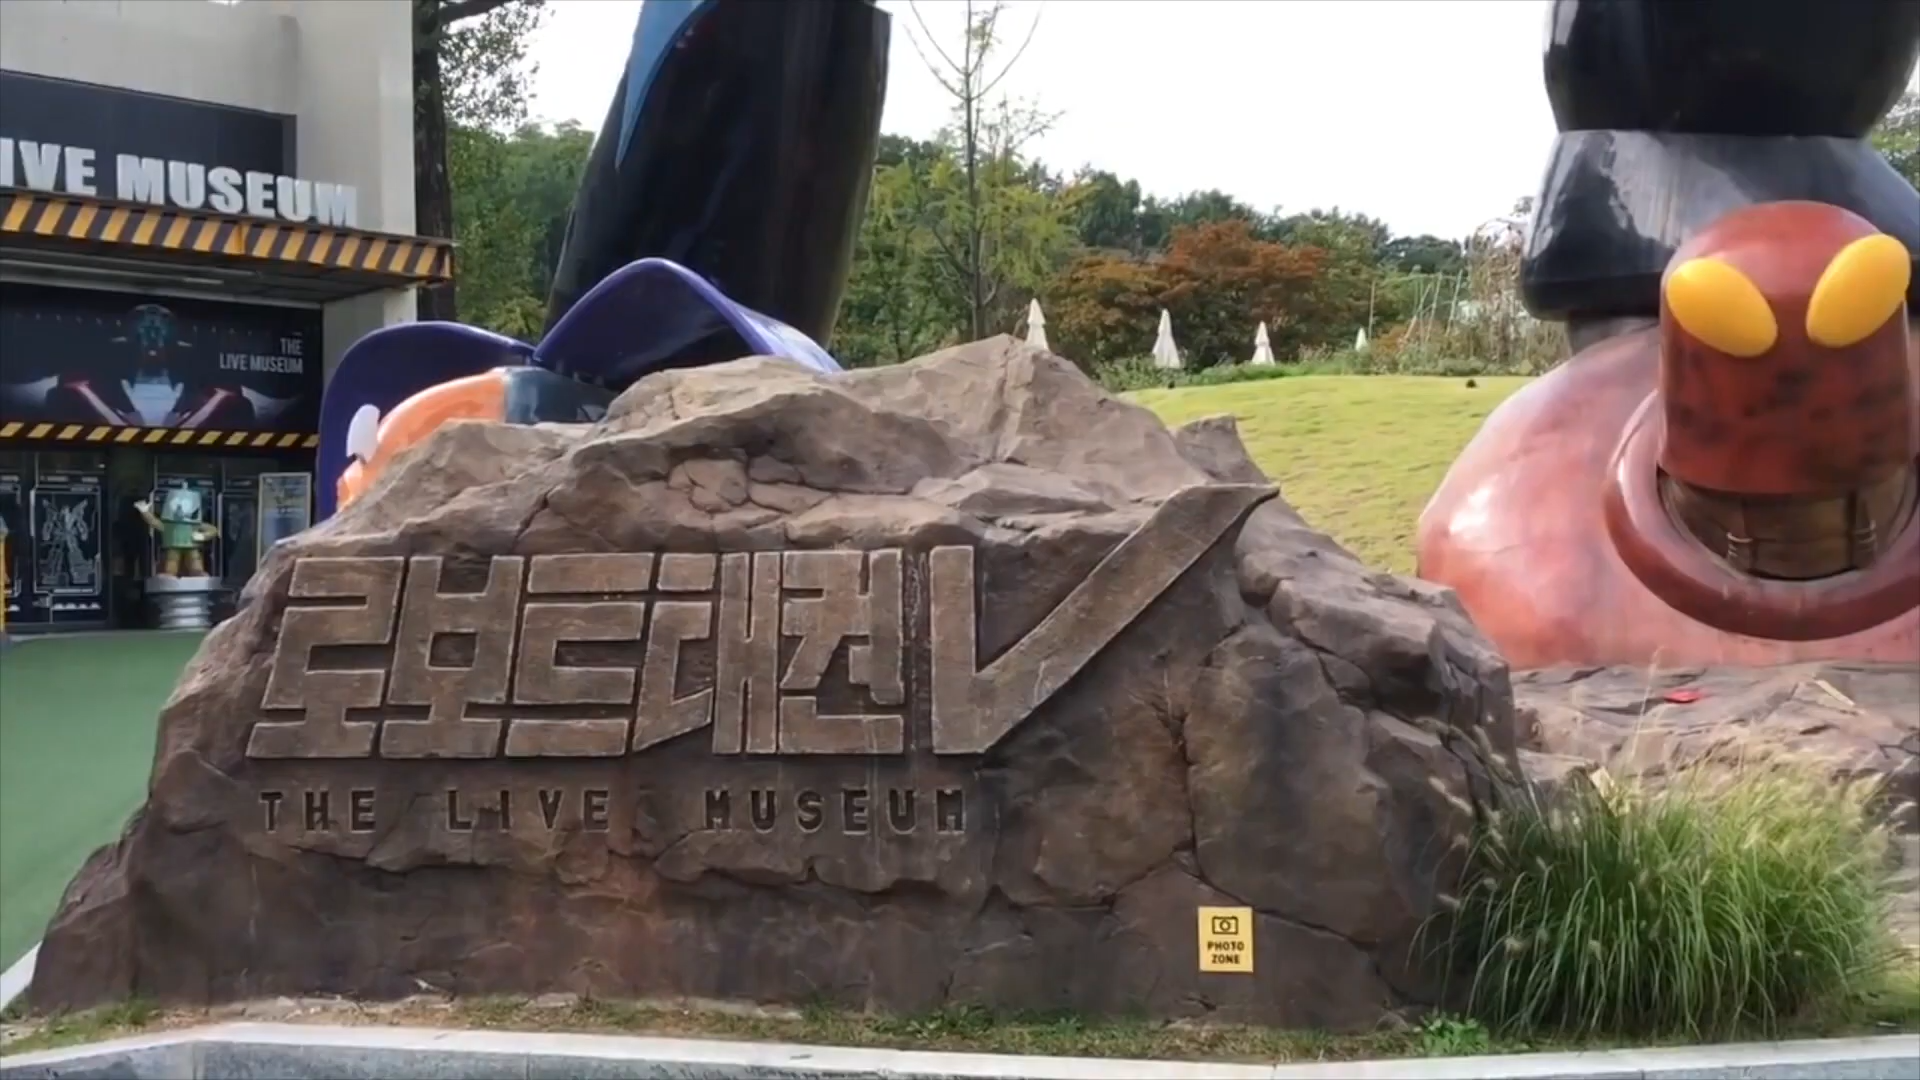 IVE MUSEUM
THE
LIVE MUSEUM
로보트태권V
THE LIVE MUSEUM
PHOTO
ZONE